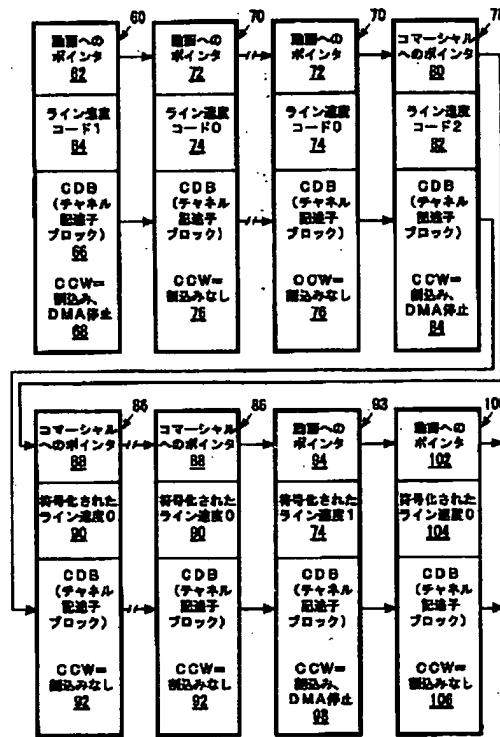 60
動画への
ポインタ
62
ライン速度
コード1
64
CDB
(チャネル
記述子
ブロック)
66
CCW=
割込み、
DMA停止
68
70
動画への
ポインタ
72
ライン速度
コード0
74
CDB
(チャネル
記述子
ブロック)
CCW=
割込みなし
76
70
動画への
ポインタ
72
ライン速度
コード0
74
CDB
(チャネル
記述子
ブロック)
CCW=
割込みなし
76
コマーシャル
へのポインタ
80
ライン速度
コード2
82
CDB
(チャネル
記述子
ブロック)
CCW=
割込み、
DMA停止
84
86
コマーシャル
へのポインタ
88
符号化された
ライン速度0
90
CDB
(チャネル
記述子
ブロック)
CCW=
割込みなし
92
86
コマーシャル
へのポインタ
88
符号化された
ライン速度0
90
CDB
(チャネル
記述子
ブロック)
CCW=
割込みなし
92
93
動画への
ポインタ
94
符号化された
ライン速度1
74
CDB
(チャネル
記述子
ブロック)
CCW=
割込み、
DMA停止
98
100
動画への
ポインタ
102
符号化された
ライン速度0
104
CDB
(チャネル
記述子
ブロック)
CCW=
割込みなし
106